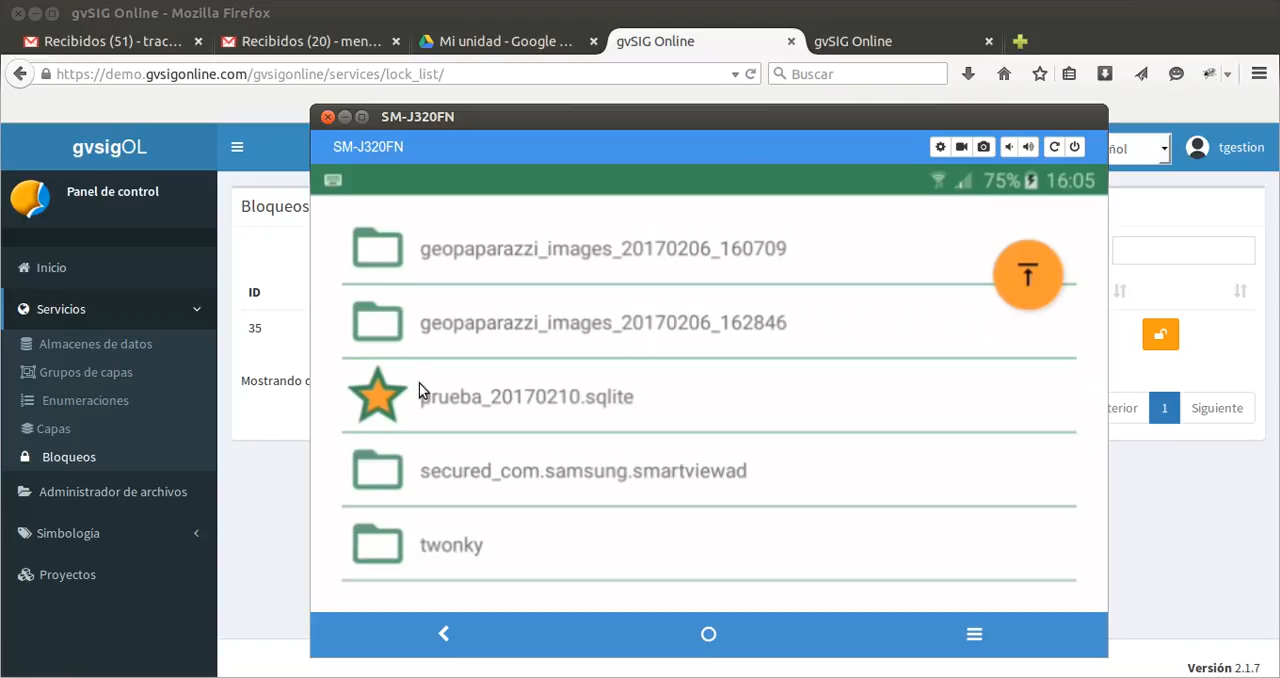 gvSIG Online - Mozilla Firefox
Recibidos (51) - trac...
Recibidos (20) - men...
Mi unidad - Google ...
gvSIG Online
gvSIG Online
https://demo.gvsigonline.com/gvsigonline/services/lock_list/
Buscar
SM-J320FN
gvsigOL
SM-J320FN
ñol
tgestion
Panel de control
75%
16:05
Bloqueos
geopaparazzi_images_20170206_160709
Inicio
ID
Servicios
geopaparazzi_images_20170206_162846
35
Almacenes de datos
Grupos de capas
Mostrando
prueba_20170210.sqlite
Enumeraciones
erior
1
Siguiente
Capas
Bloqueos
secured_com.samsung.smartviewad
Administrador de archivos
Simbología
twonky
Proyectos
Versión 2.1.7